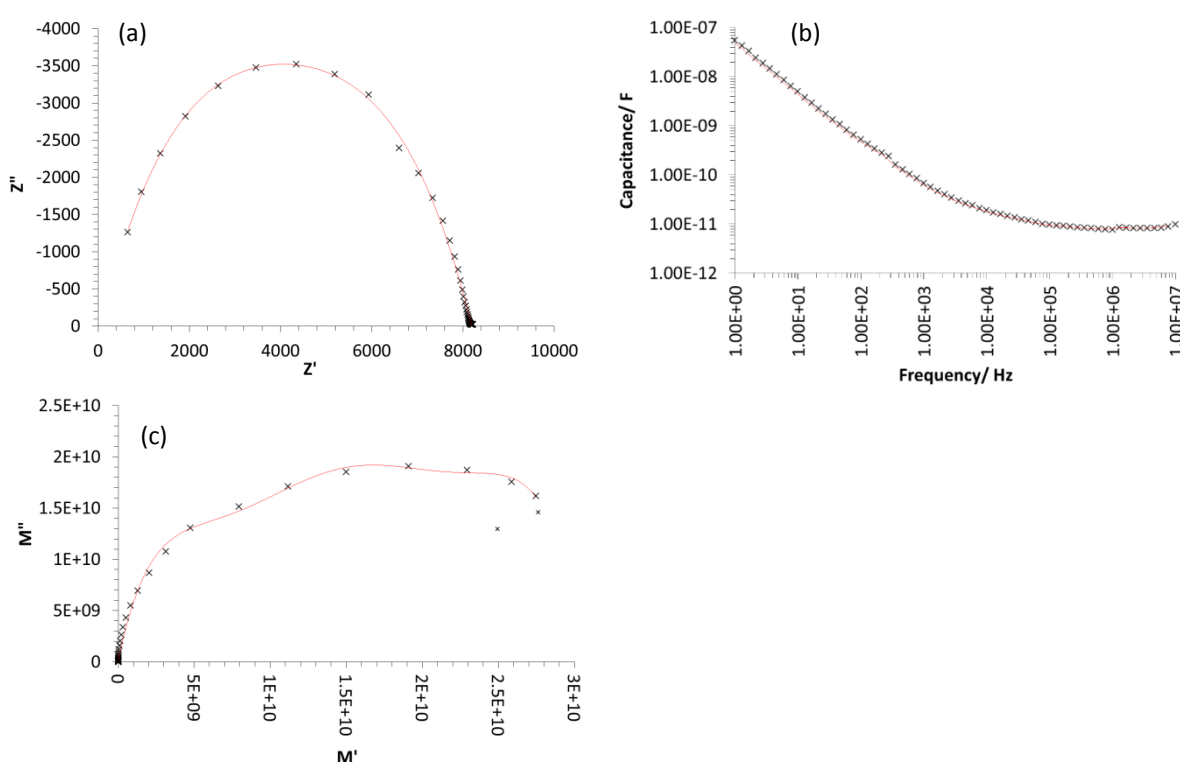 (a)
-4000
-3500
-3000
-2500
-2000
-1500
-1000
-500
0
Z''
0 2000 4000 6000 8000 10000
Z'
(b)
1.00E-07
1.00E-08
1.00E-09
1.00E-10
1.00E-11
1.00E-12
Capacitance/ F
1.00E+00 1.00E+01 1.00E+02 1.00E+03 1.00E+04 1.00E+05 1.00E+06 1.00E+07
Frequency/ Hz
(c)
2.5E+10
2E+10
1.5E+10
1E+10
5E+09
0
M''
0 5E+09 1E+10 1.5E+10 2E+10 2.5E+10 3E+10
M'